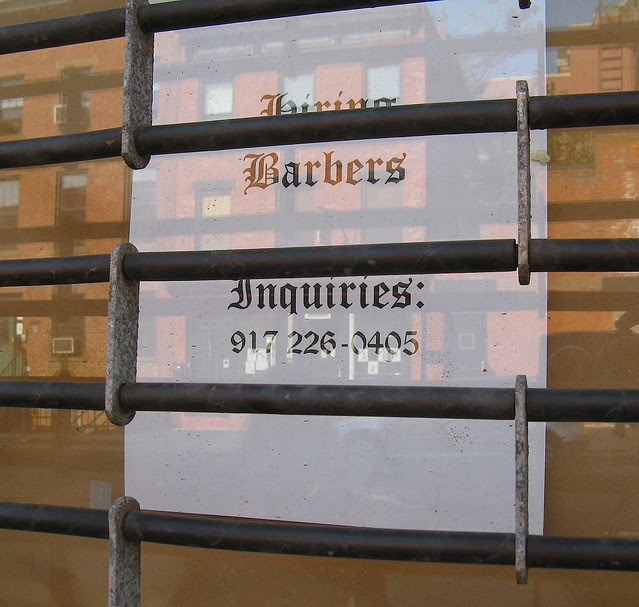 Hiring
Barbers
Inquiries:
917 226-0405